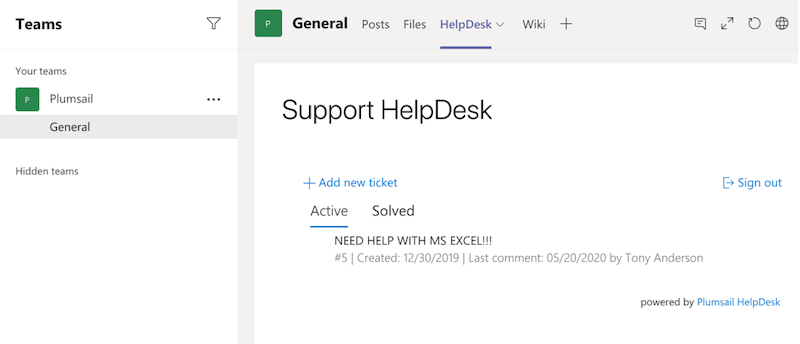 Teams
Your teams
P Plumsail ...
General
Hidden teams
P General Posts Files HelpDesk Wiki
Support HelpDesk
Add new ticket
Sign out
Active Solved
NEED HELP WITH MS EXCEL!!!
#5 | Created: 12/30/2019 | Last comment: 05/20/2020 by Tony Anderson
powered by Plumsail HelpDesk